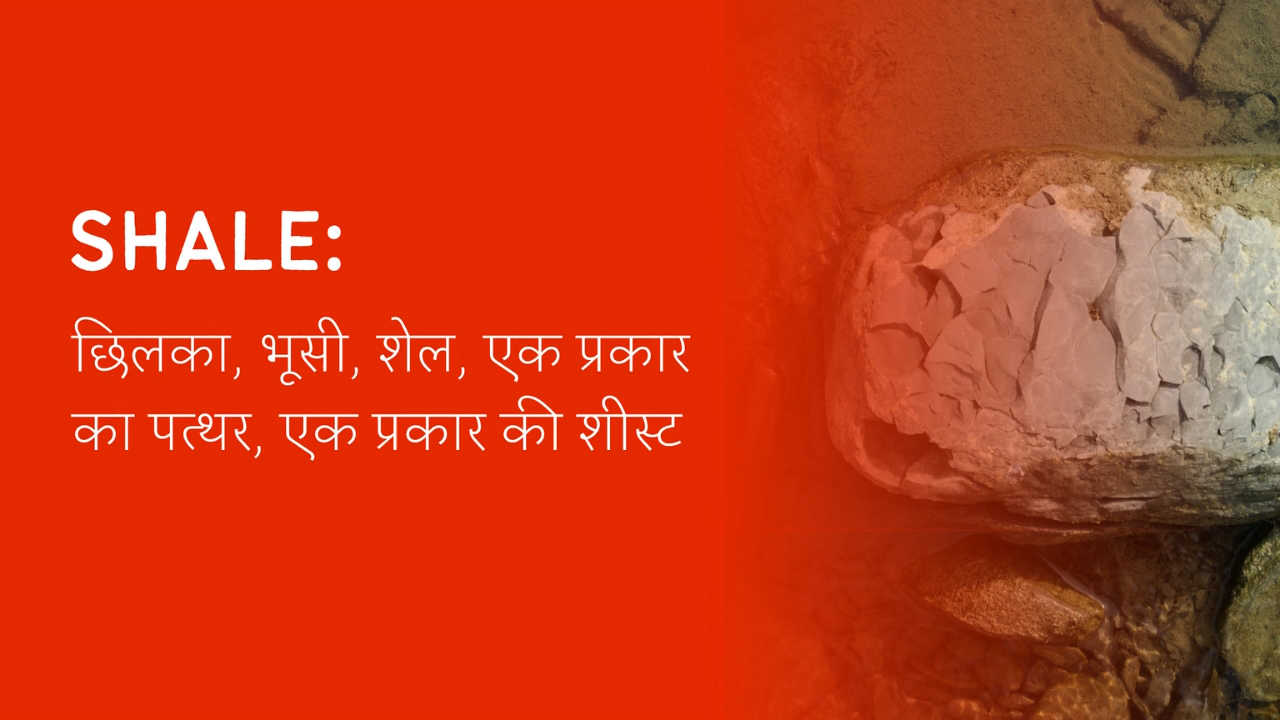 SHALE:
छिलका, भूसी, शेल, एक प्रकार
का पत्थर, एक प्रकार की शीस्ट